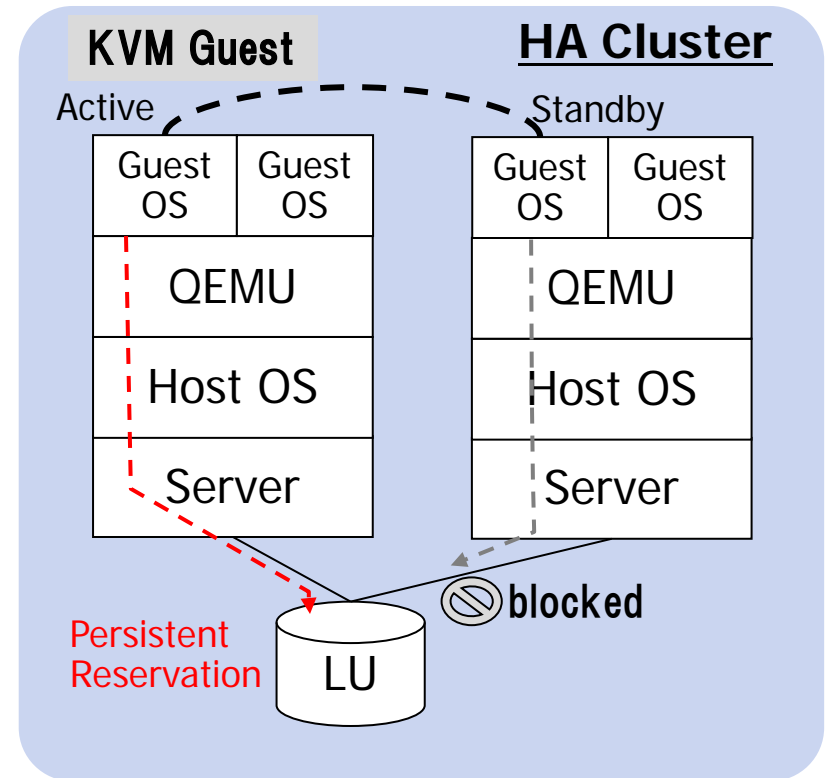 KVM Guest
HA Cluster
Active
Standby
Guest
OS
Guest
OS
QEMU
Host OS
Server
Guest
OS
Guest
OS
QEMU
Host OS
Server
blocked
Persistent
Reservation
LU